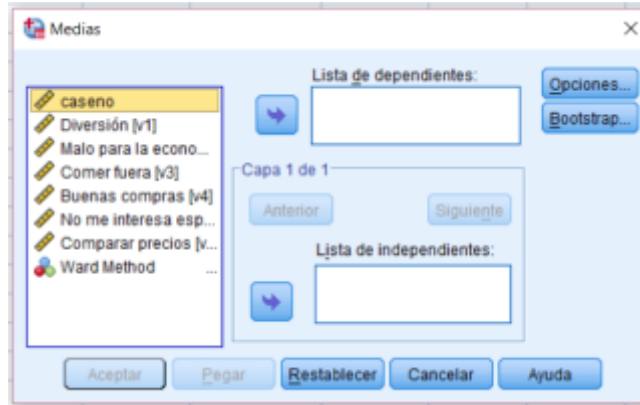 Medias
Lista de dependientes:
Opciones...
Bootstrap...
caseno
Diversión [v1]
Malo para la econo...
Comer fuera [v3]
Buenas compras [v4]
No me interesa esp...
Comparar precios [v...
Ward Method ...
Capa 1 de 1
Anterior
Siguiente
Lista de independientes:
Aceptar
Pegar
Restablecer
Cancelar
Ayuda